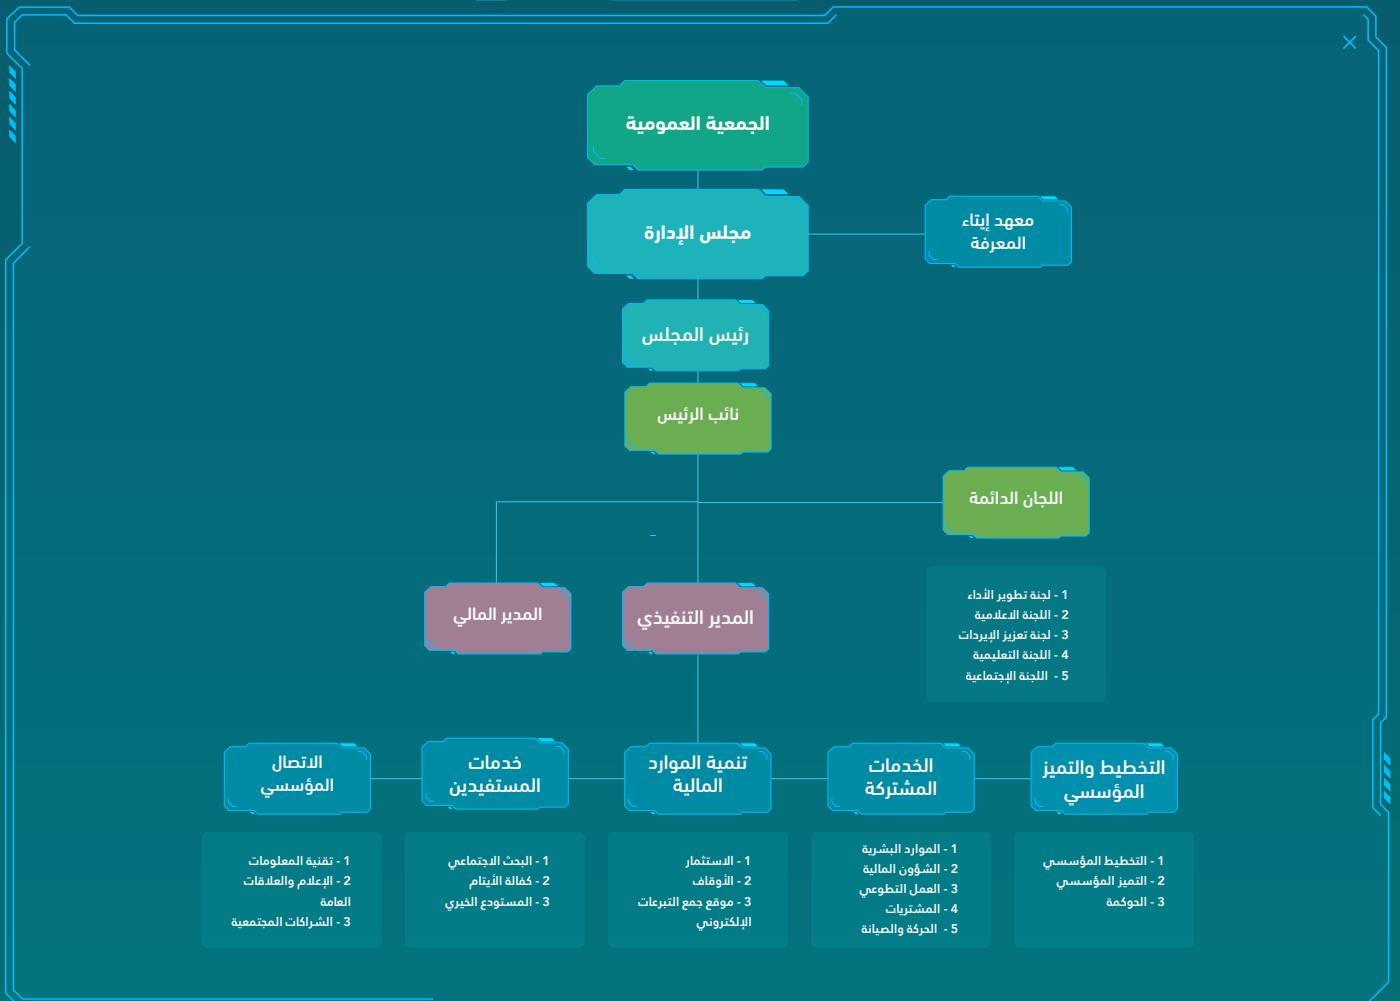 الجمعية العمومية
مجلس الإدارة
معهد إيتاء
المعرفة
رئيس المجلس
نائب الرئيس
اللجان الدائمة
1 - لجنة تطوير الأداء
2 - اللجنة الاعلامية
3 - لجنة تعزيز الإيردات
4 - اللجنة التعليمية
5 - اللجنة الإجتماعية
المدير التنفيذي
المدير المالي
التخطيط والتميز
المؤسسي
1 - التخطيط المؤسسي
2 - التميز المؤسسي
3 - الحوكمة
الخدمات
المشتركة
1 - الموارد البشرية
2 - الشؤون المالية
3 - العمل التطوعي
4 - المشتريات
5 - الحركة والصيانة
تنمية الموارد
المالية
1 - الاستثمار
2 - الأوقاف
3 - موقع جمع التبرعات
الإلكتروني
خدمات
المستفيدين
1 - البحث الاجتماعي
2 - كفالة الأيتام
3 - المستودع الخيري
الاتصال
المؤسسي
1 - تقنية المعلومات
2 - الإعلام والعلاقات
العامة
3 - الشراكات المجتمعية